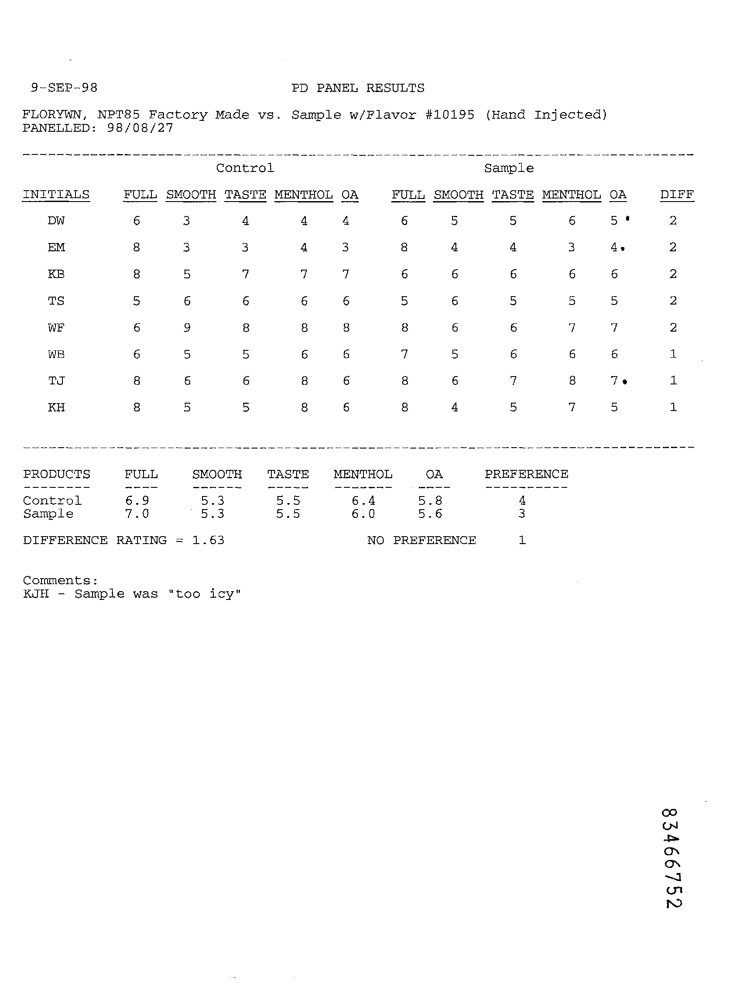 9-SEP-98 PD PANEL RESULTS
FLORYWN, NPT85 Factory Made vs. Sample w/Flavor #10195 (Hand Injected)
PANELLED: 98/08/27
Control Sample
INITIALS FULL SMOOTH TASTE MENTHOL OA FULL SMOOTH TASTE MENTHOL OA DIFF
DW 6 3 4 4 4 6 5 5 6 5 2
EM 8 3 3 4 3 8 4 4 3 4 2
KB 8 5 7 7 7 6 6 6 6 6 2
TS 5 6 6 6 6 5 6 5 5 5 2
WF 6 9 8 8 8 8 6 6 7 7 2
WB 6 5 5 6 6 7 5 6 6 6 1
TJ 8 6 6 8 6 8 6 7 8 7 1
KH 8 5 5 8 6 8 4 5 7 5 1
PRODUCTS FULL SMOOTH TASTE MENTHOL OA PREFERENCE
Control 6.9 5.3 5.5 6.4 5.8 4
Sample 7.0 5.3 5.5 6.0 5.6 3
DIFFERENCE RATING = 1.63 NO PREFERENCE 1
Comments:
KJH - Sample was "too icy"
83466752